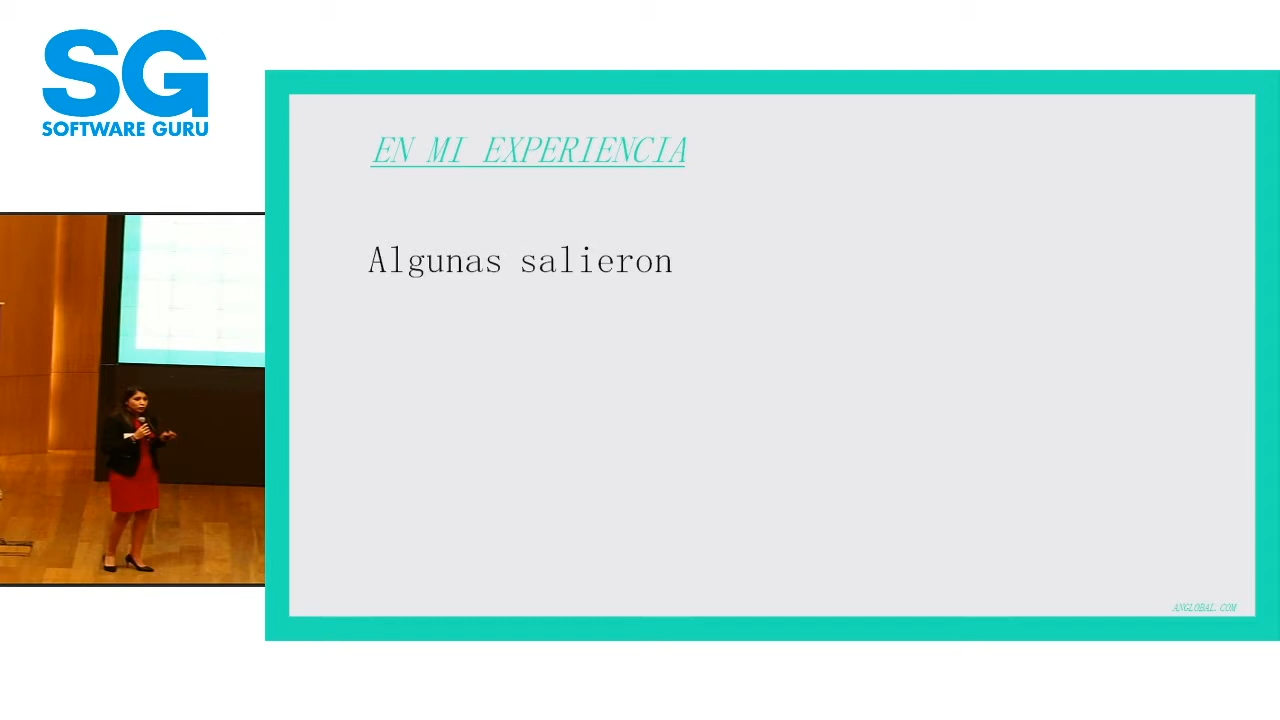 SG
SOFTWARE GURU
EN MI EXPERIENCIA
Algunas salieron
ANGLOBAL.COM